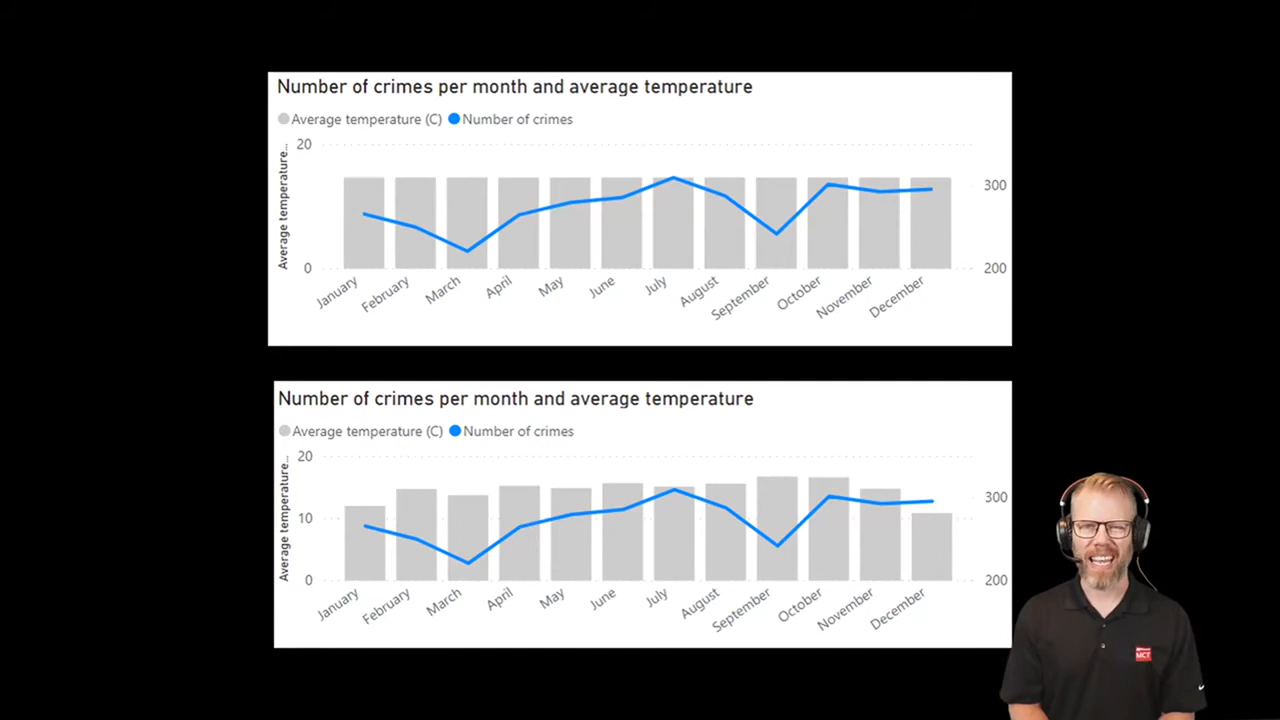 Number of crimes per month and average temperature
Average temperature (C) Number of crimes
Average temperature...
20
0
300
200
January February March April May June July August September October November December
Number of crimes per month and average temperature
Average temperature (C) Number of crimes
Average temperature...
20
10
0
300
200
January February March April May June July August September October November December
MCT